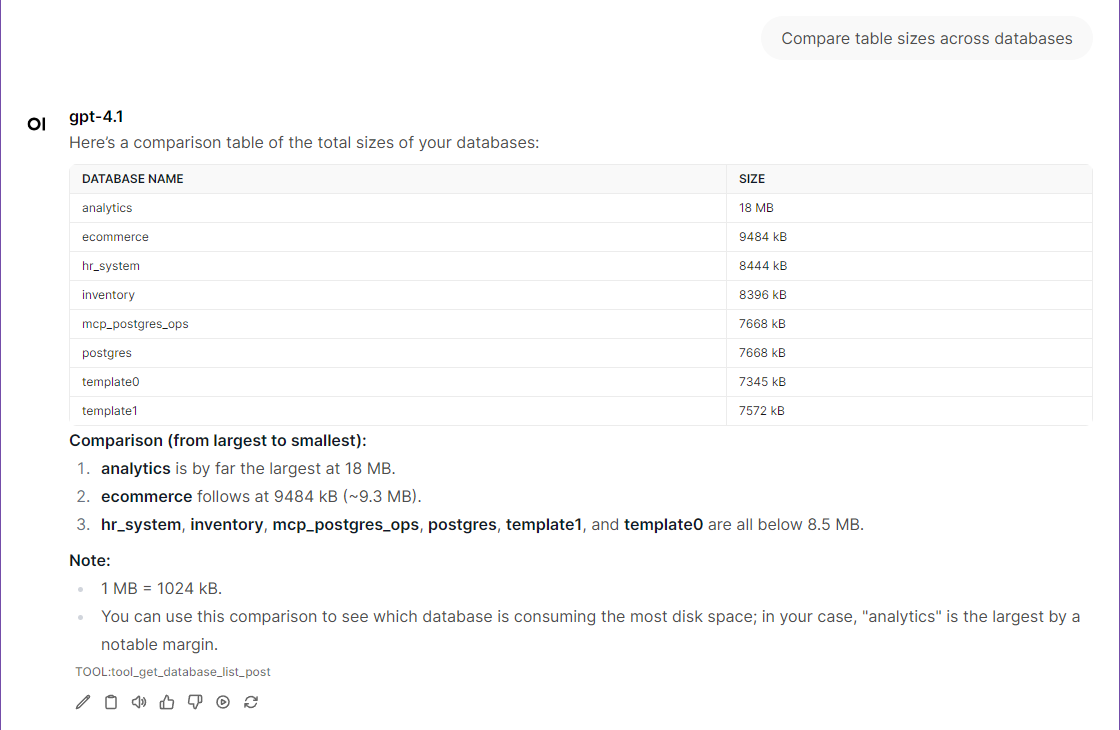 Compare table sizes across databases
OI
gpt-4.1
Here's a comparison table of the total sizes of your databases:
DATABASE NAME SIZE
analytics 18 MB
ecommerce 9484 kB
hr_system 8444 kB
inventory 8396 kB
mcp_postgres_ops 7668 kB
postgres 7668 kB
template0 7345 kB
template1 7572 kB
Comparison (from largest to smallest):
1. analytics is by far the largest at 18 MB.
2. ecommerce follows at 9484 kB (~9.3 MB).
3. hr_system, inventory, mcp_postgres_ops, postgres, template1, and template0 are all below 8.5 MB.
Note:
1 MB = 1024 kB.
You can use this comparison to see which database is consuming the most disk space; in your case, "analytics" is the largest by a
notable margin.
TOOL:tool_get_database_list_post